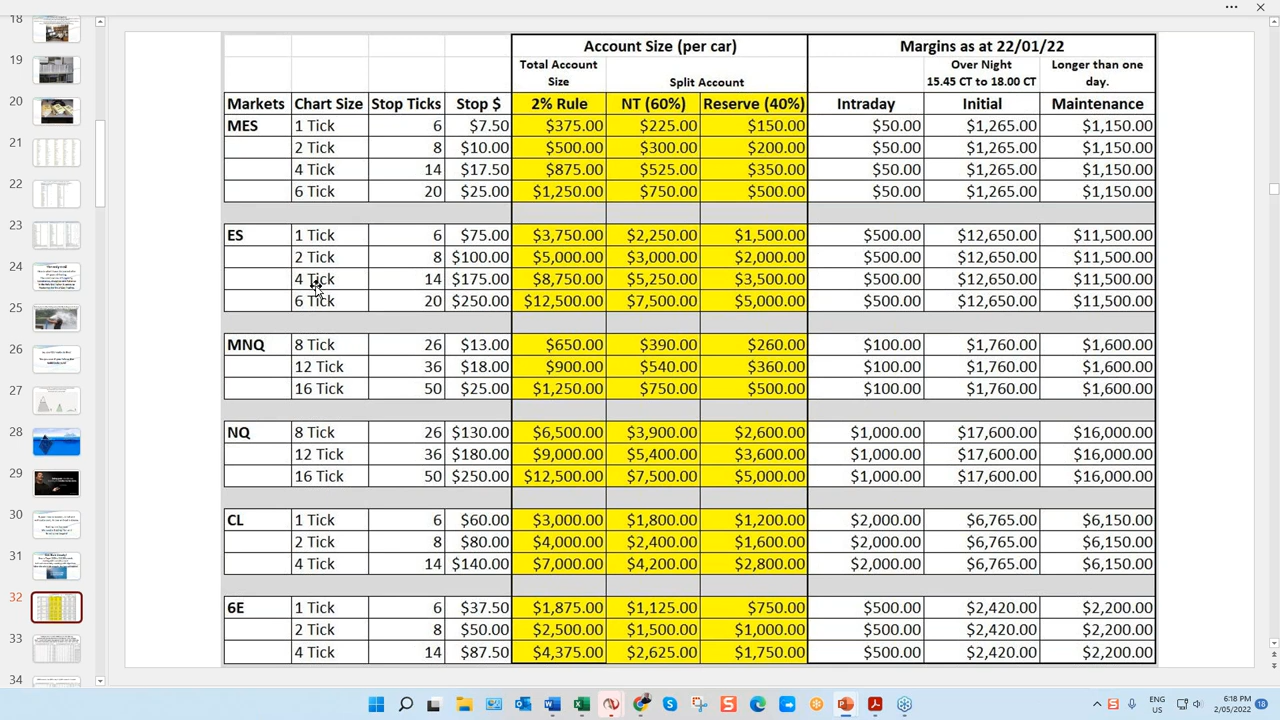 Account Size (per car) Margins as at 22/01/22
Total Account Size Split Account Over Night 15.45 CT to 18.00 CT Longer than one day.
Markets Chart Size Stop Ticks Stop $ 2% Rule NT (60%) Reserve (40%) Intraday Initial Maintenance
MES 1 Tick 6 $7.50 $375.00 $225.00 $150.00 $50.00 $1,265.00 $1,150.00
2 Tick 8 $10.00 $500.00 $300.00 $200.00 $50.00 $1,265.00 $1,150.00
4 Tick 14 $17.50 $875.00 $525.00 $350.00 $50.00 $1,265.00 $1,150.00
6 Tick 20 $25.00 $1,250.00 $750.00 $500.00 $50.00 $1,265.00 $1,150.00
ES 1 Tick 6 $75.00 $3,750.00 $2,250.00 $1,500.00 $500.00 $12,650.00 $11,500.00
2 Tick 8 $100.00 $5,000.00 $3,000.00 $2,000.00 $500.00 $12,650.00 $11,500.00
4 Tick 14 $175.00 $8,750.00 $5,250.00 $3,500.00 $500.00 $12,650.00 $11,500.00
6 Tick 20 $250.00 $12,500.00 $7,500.00 $5,000.00 $500.00 $12,650.00 $11,500.00
MNQ 8 Tick 26 $13.00 $650.00 $390.00 $260.00 $100.00 $1,760.00 $1,600.00
12 Tick 36 $18.00 $900.00 $540.00 $360.00 $100.00 $1,760.00 $1,600.00
16 Tick 50 $25.00 $1,250.00 $750.00 $500.00 $100.00 $1,760.00 $1,600.00
NQ 8 Tick 26 $130.00 $6,500.00 $3,900.00 $2,600.00 $1,000.00 $17,600.00 $16,000.00
12 Tick 36 $180.00 $9,000.00 $5,400.00 $3,600.00 $1,000.00 $17,600.00 $16,000.00
16 Tick 50 $250.00 $12,500.00 $7,500.00 $5,000.00 $1,000.00 $17,600.00 $16,000.00
CL 1 Tick 6 $60.00 $3,000.00 $1,800.00 $1,200.00 $2,000.00 $6,765.00 $6,150.00
2 Tick 8 $80.00 $4,000.00 $2,400.00 $1,600.00 $2,000.00 $6,765.00 $6,150.00
4 Tick 14 $140.00 $7,000.00 $4,200.00 $2,800.00 $2,000.00 $6,765.00 $6,150.00
6E 1 Tick 6 $37.50 $1,875.00 $1,125.00 $750.00 $500.00 $2,420.00 $2,200.00
2 Tick 8 $50.00 $2,500.00 $1,500.00 $1,000.00 $500.00 $2,420.00 $2,200.00
4 Tick 14 $87.50 $4,375.00 $2,625.00 $1,750.00 $500.00 $2,420.00 $2,200.00
18
19
20
21
22
23
24
25
26
27
28
29
30
31
32
33
34
ENG
US
6:18 PM
2/05/2022
18